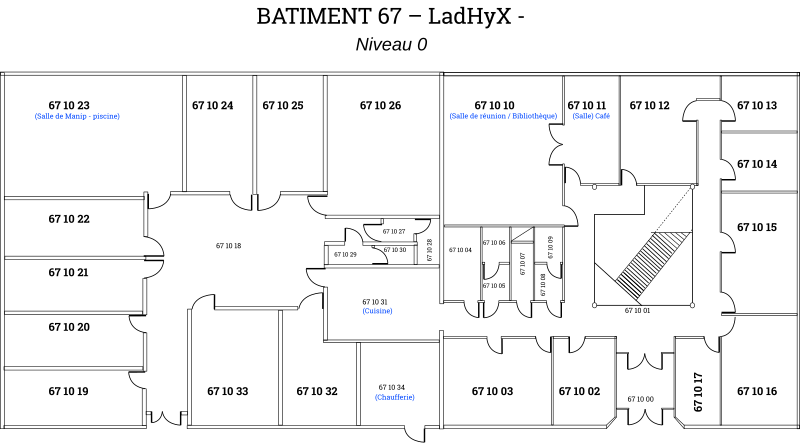 BATIMENT 67 – LadHyX -
Niveau 0
67 10 23
(Salle de Manip - piscine)
67 10 24
67 10 25
67 10 26
67 10 10
(Salle de réunion / Bibliothèque)
67 10 11
(Salle) Café
67 10 12
67 10 13
67 10 14
67 10 22
67 10 18
67 10 27
67 10 28
67 10 29
67 10 30
67 10 04
67 10 06
67 10 07
67 10 09
67 10 15
67 10 21
67 10 05
67 10 08
67 10 31
(Cuisine)
67 10 01
67 10 20
67 10 19
67 10 33
67 10 32
67 10 34
(Chaufferie)
67 10 03
67 10 02
67 10 00
67 10 17
67 10 16